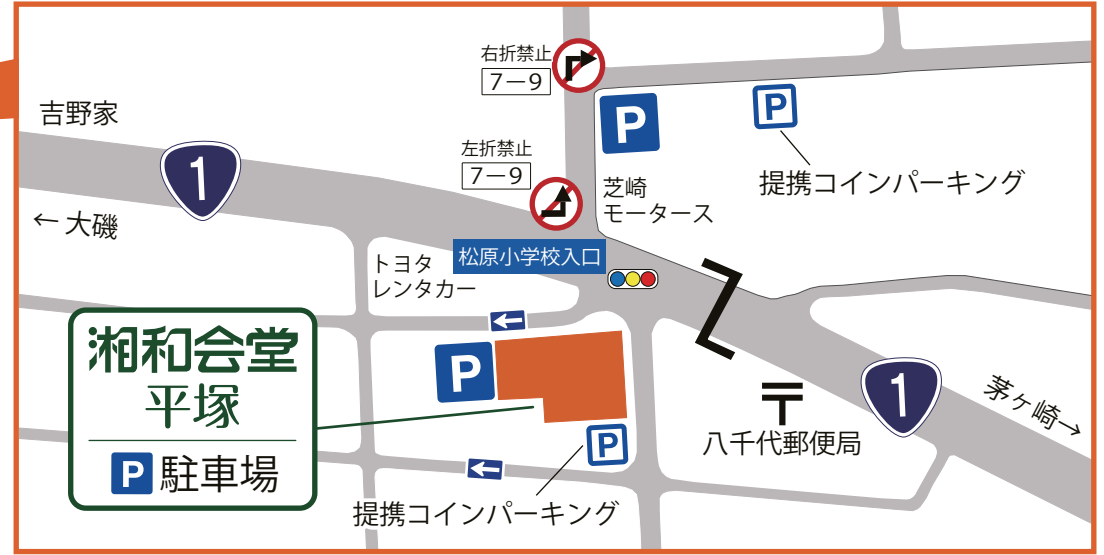 右折禁止
7−9
吉野家
1
P
P
提携コインパーキング
左折禁止
7−9
芝崎
モータース
←大磯
松原小学校入口
トヨタ
レンタカー
湘和会堂
平塚
P 駐車場
P
1
茅ヶ崎→
〒
八千代郵便局
P
提携コインパーキング